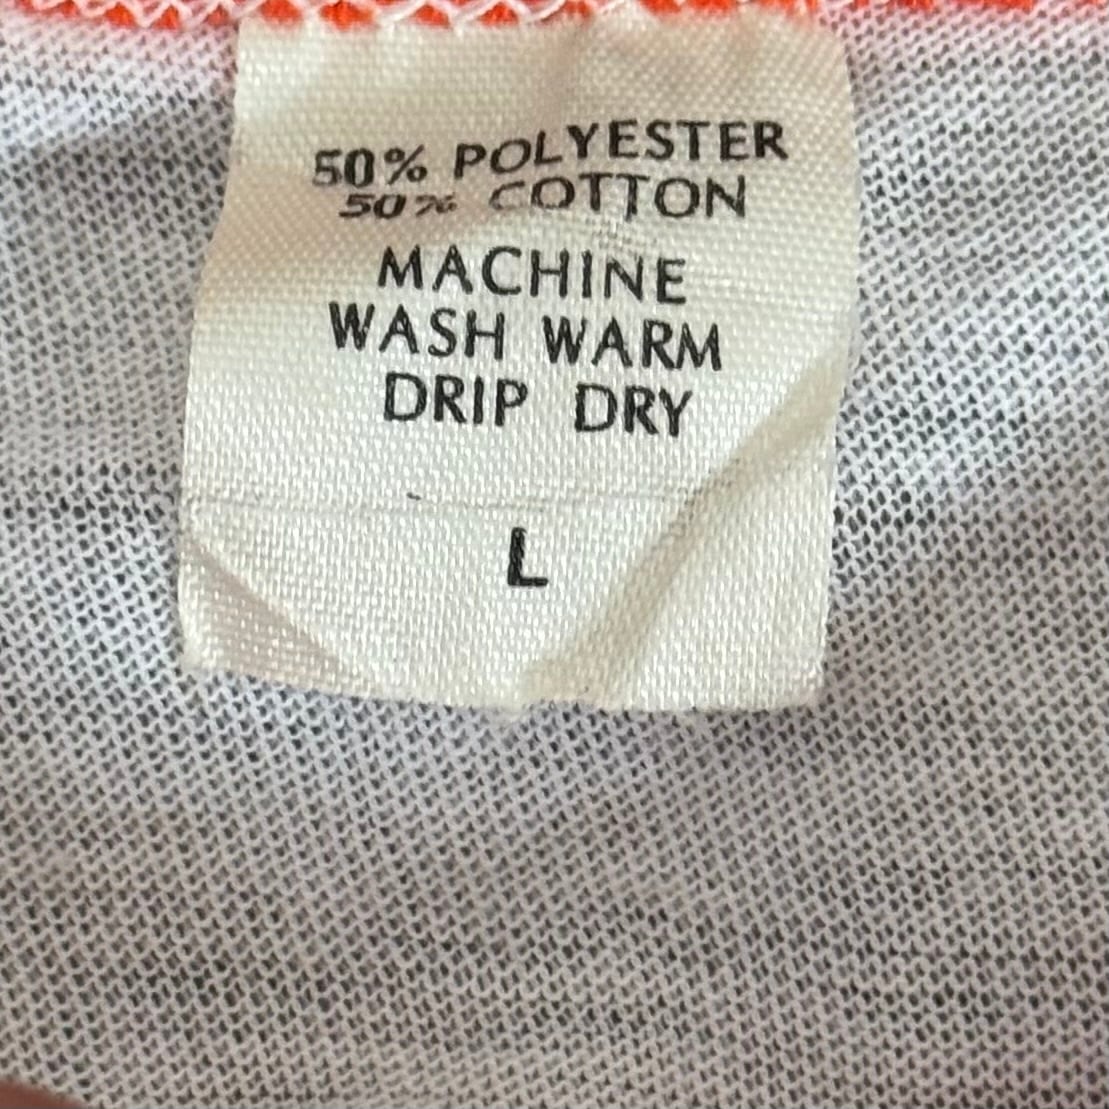 50% POLYESTER
50% COTTON
MACHINE
WASH WARM
DRIP DRY
L